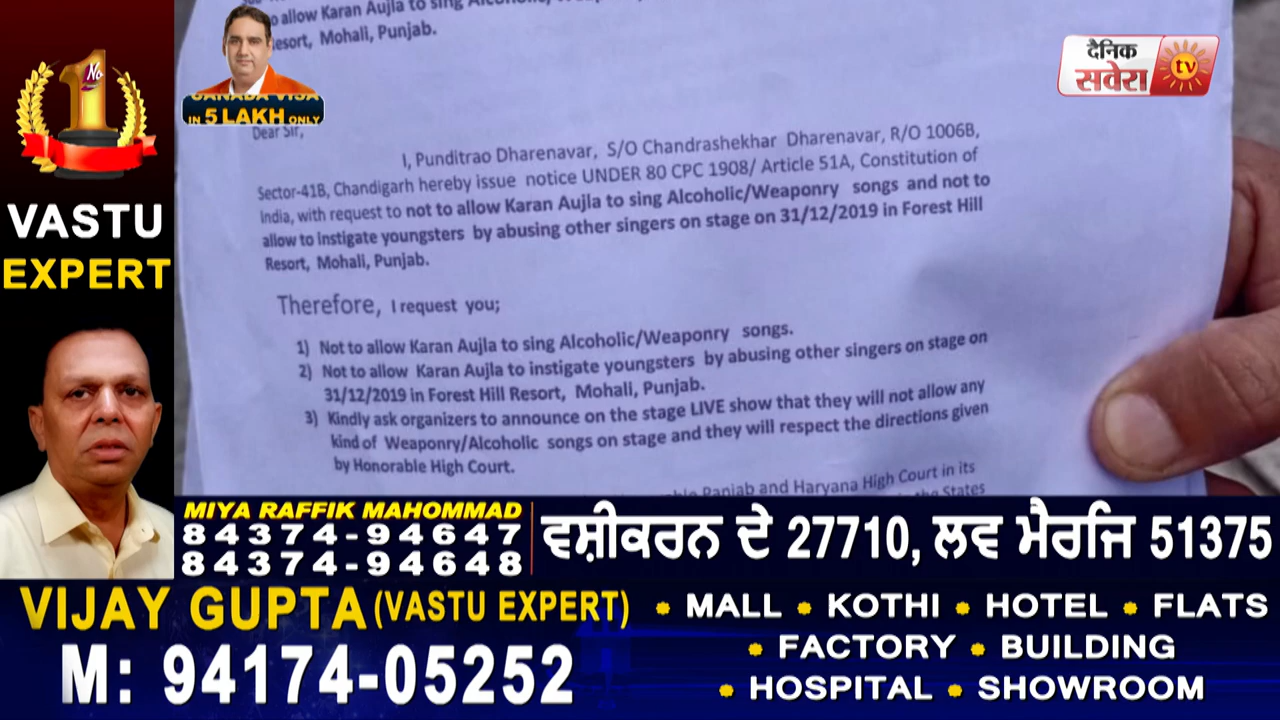 No
1
VASTU
EXPERT
CANADA VISA
IN 5 LAKH ONLY
दैनिक
सवेरा
tv
to allow Karan Aujla to sing
Resort, Mohali, Punjab.
Dear Sir,
I, Punditrao Dharenavar, S/O Chandrashekhar Dharenavar, R/O 1006B,
Sector-41B, Chandigarh hereby issue notice UNDER 80 CPC 1908/ Article 51A, Constitution of
India, with request to not to allow Karan Aujla to sing Alcoholic/Weaponry songs and not to
allow to instigate youngsters by abusing other singers on stage on 31/12/2019 in Forest Hill
Resort, Mohali, Punjab.
Therefore, I request you;
1) Not to allow Karan Aujla to sing Alcoholic/Weaponry songs.
2) Not to allow Karan Aujla to instigate youngsters by abusing other singers on stage on
31/12/2019 in Forest Hill Resort, Mohali, Punjab.
3) Kindly ask organizers to announce on the stage LIVE show that they will not allow any
kind of Weaponry/Alcoholic songs on stage and they will respect the directions given
by Honorable High Court.
Panjab and Haryana High Court in its
the States
MIYA RAFFIK MAHOMMAD
84374-94647
84374-94648
ਵਸ਼ੀਕਰਨ ਦੇ 27710, ਲਵ ਮੈਰਜਿ 51375
VIJAY GUPTA (VASTU EXPERT)
M: 94174-05252
MALL KOTHI HOTEL FLATS
FACTORY BUILDING
HOSPITAL SHOWROOM